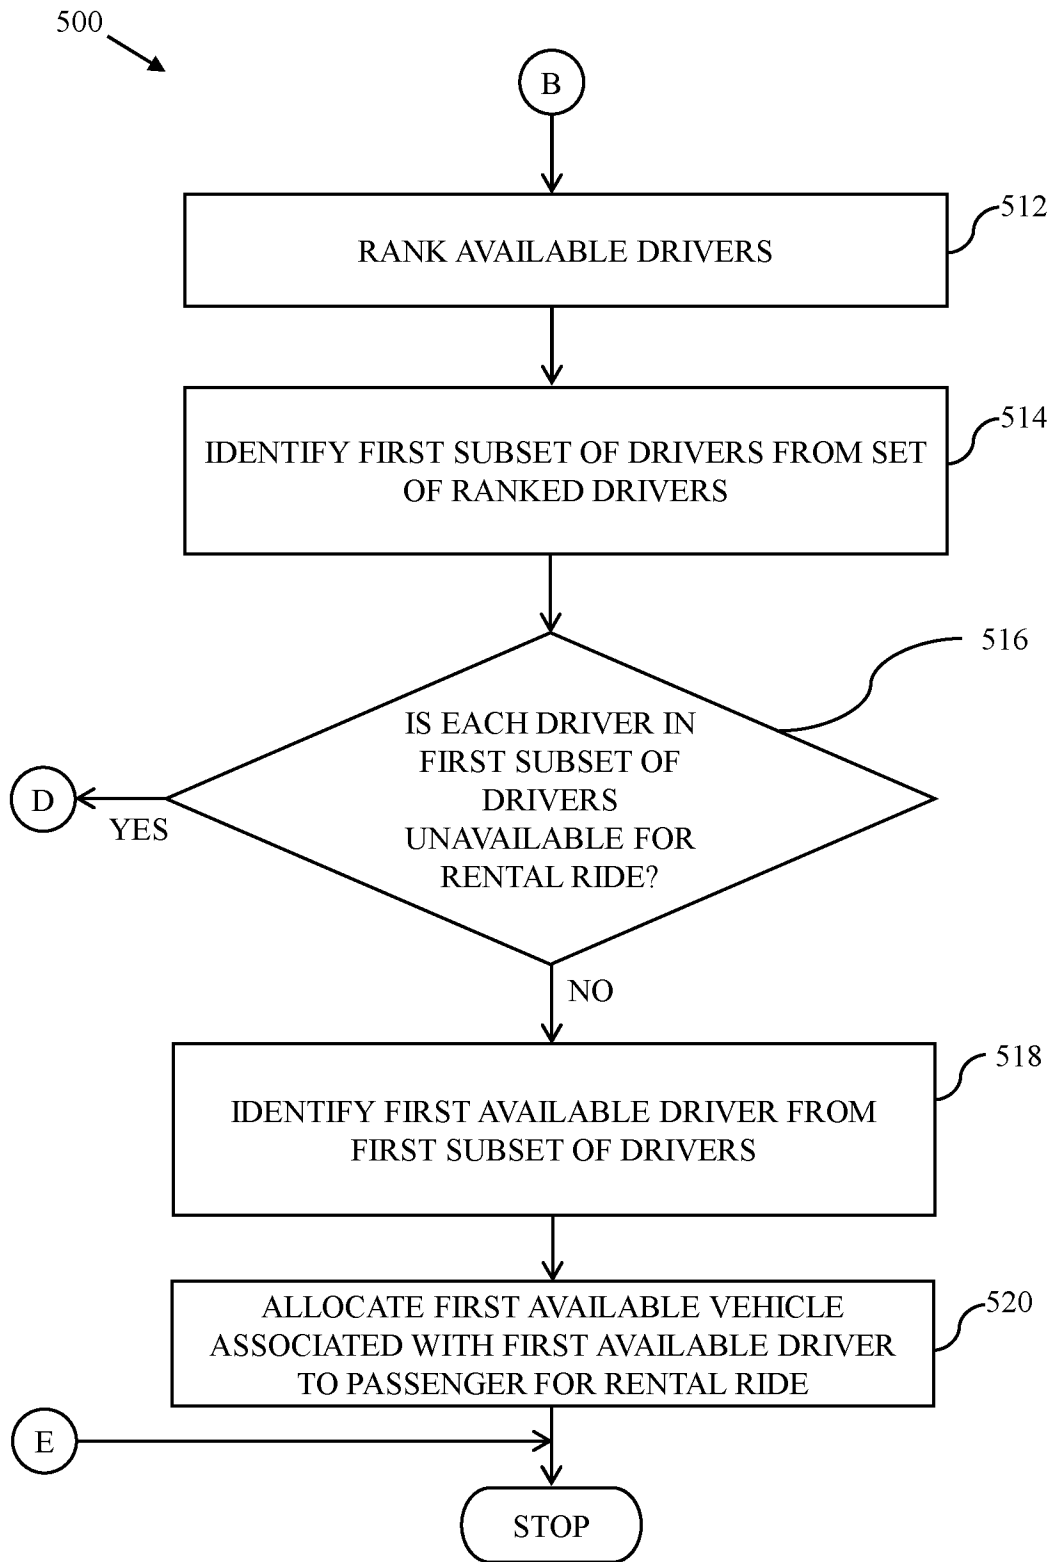 500
B
512
RANK AVAILABLE DRIVERS
514
IDENTIFY FIRST SUBSET OF DRIVERS FROM SET
OF RANKED DRIVERS
516
IS EACH DRIVER IN
FIRST SUBSET OF
DRIVERS
UNAVAILABLE FOR
RENTAL RIDE?
D
YES
NO
518
IDENTIFY FIRST AVAILABLE DRIVER FROM
FIRST SUBSET OF DRIVERS
520
ALLOCATE FIRST AVAILABLE VEHICLE
ASSOCIATED WITH FIRST AVAILABLE DRIVER
TO PASSENGER FOR RENTAL RIDE
E
STOP